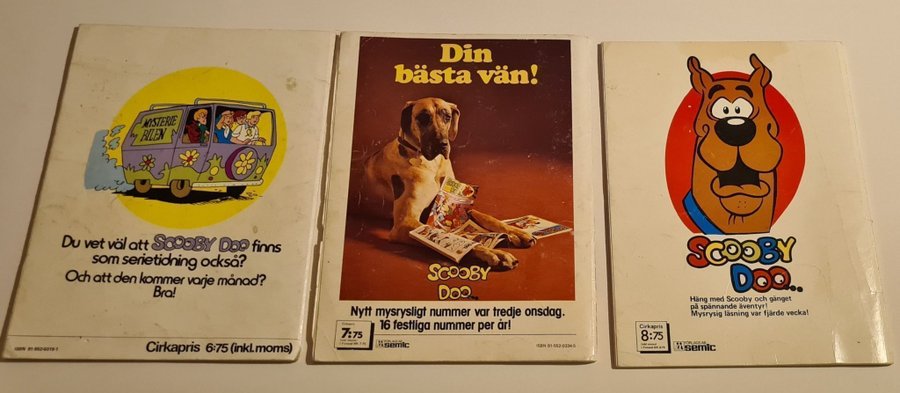 MYSTERIE
BILEN
Du vet väl att SCOOBY DOO finns
som serietidning också?
Och att den kommer varje månad?
Bra!
Cirkapris 6:75 (inkl. moms)
Din
bästa vän!
SCOOBY
DOO...
Nytt mysrysligt nummer var tredje onsdag.
16 festliga nummer per år!
Cirkapris
7:75
semic
SCOOBY
DOO...
Häng med Scooby och gänget
på spännande äventyr!
Mysrysig läsning var fjärde vecka!
Cirkapris
8:75
semic